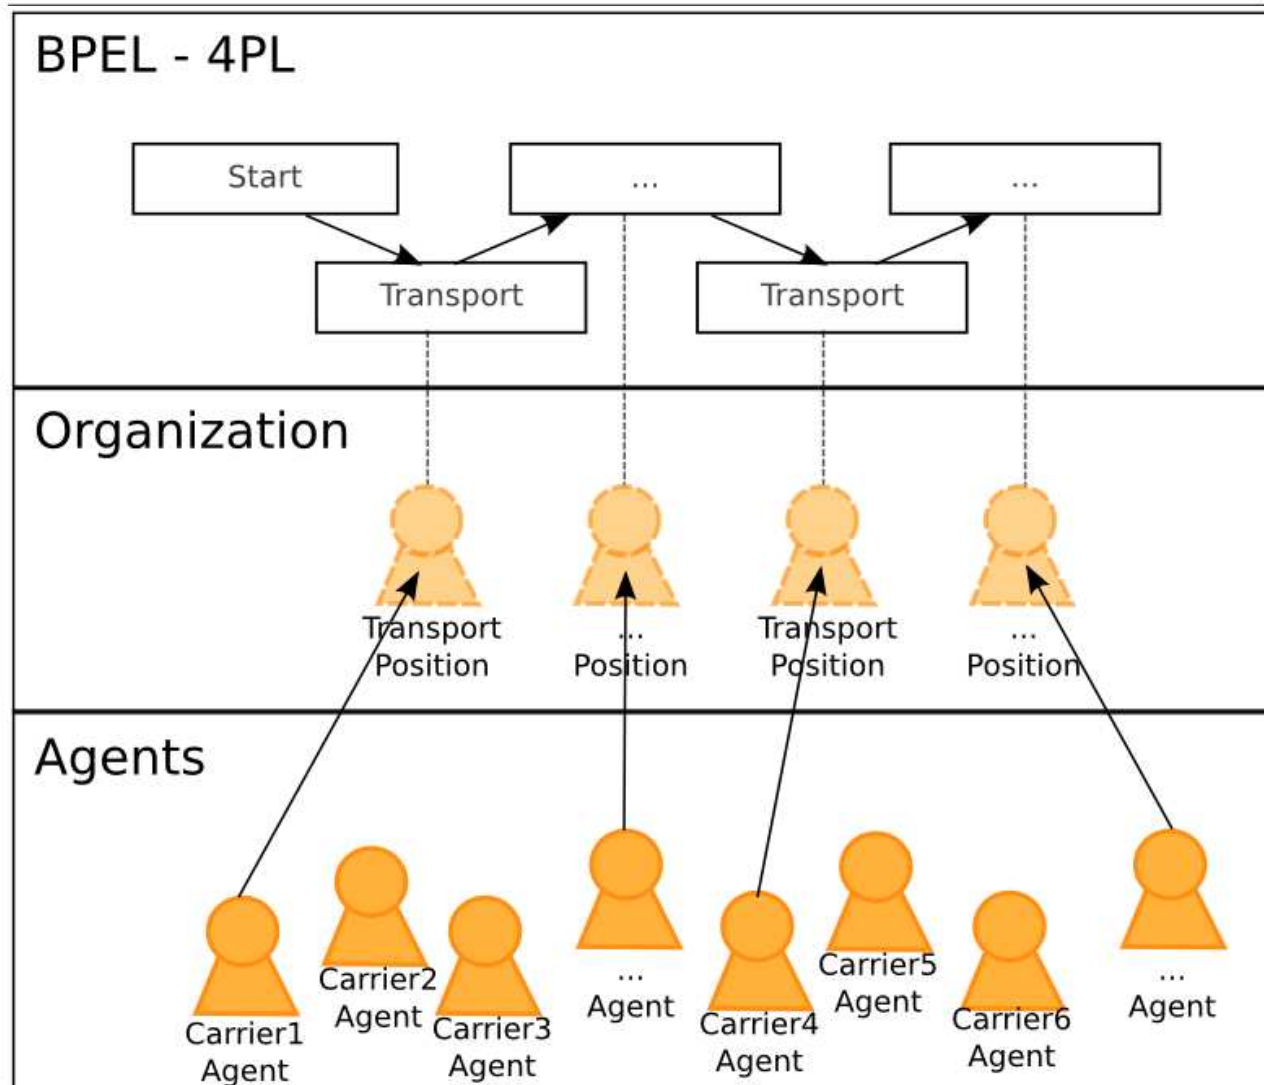 BPEL - 4PL
Start
...
...
Transport
Transport
Organization
Transport
Position
...
Position
Transport
Position
...
Position
Agents
Carrier1
Agent
Carrier2
Agent
Carrier3
Agent
...
Agent
Carrier4
Agent
Carrier5
Agent
Carrier6
Agent
...
Agent